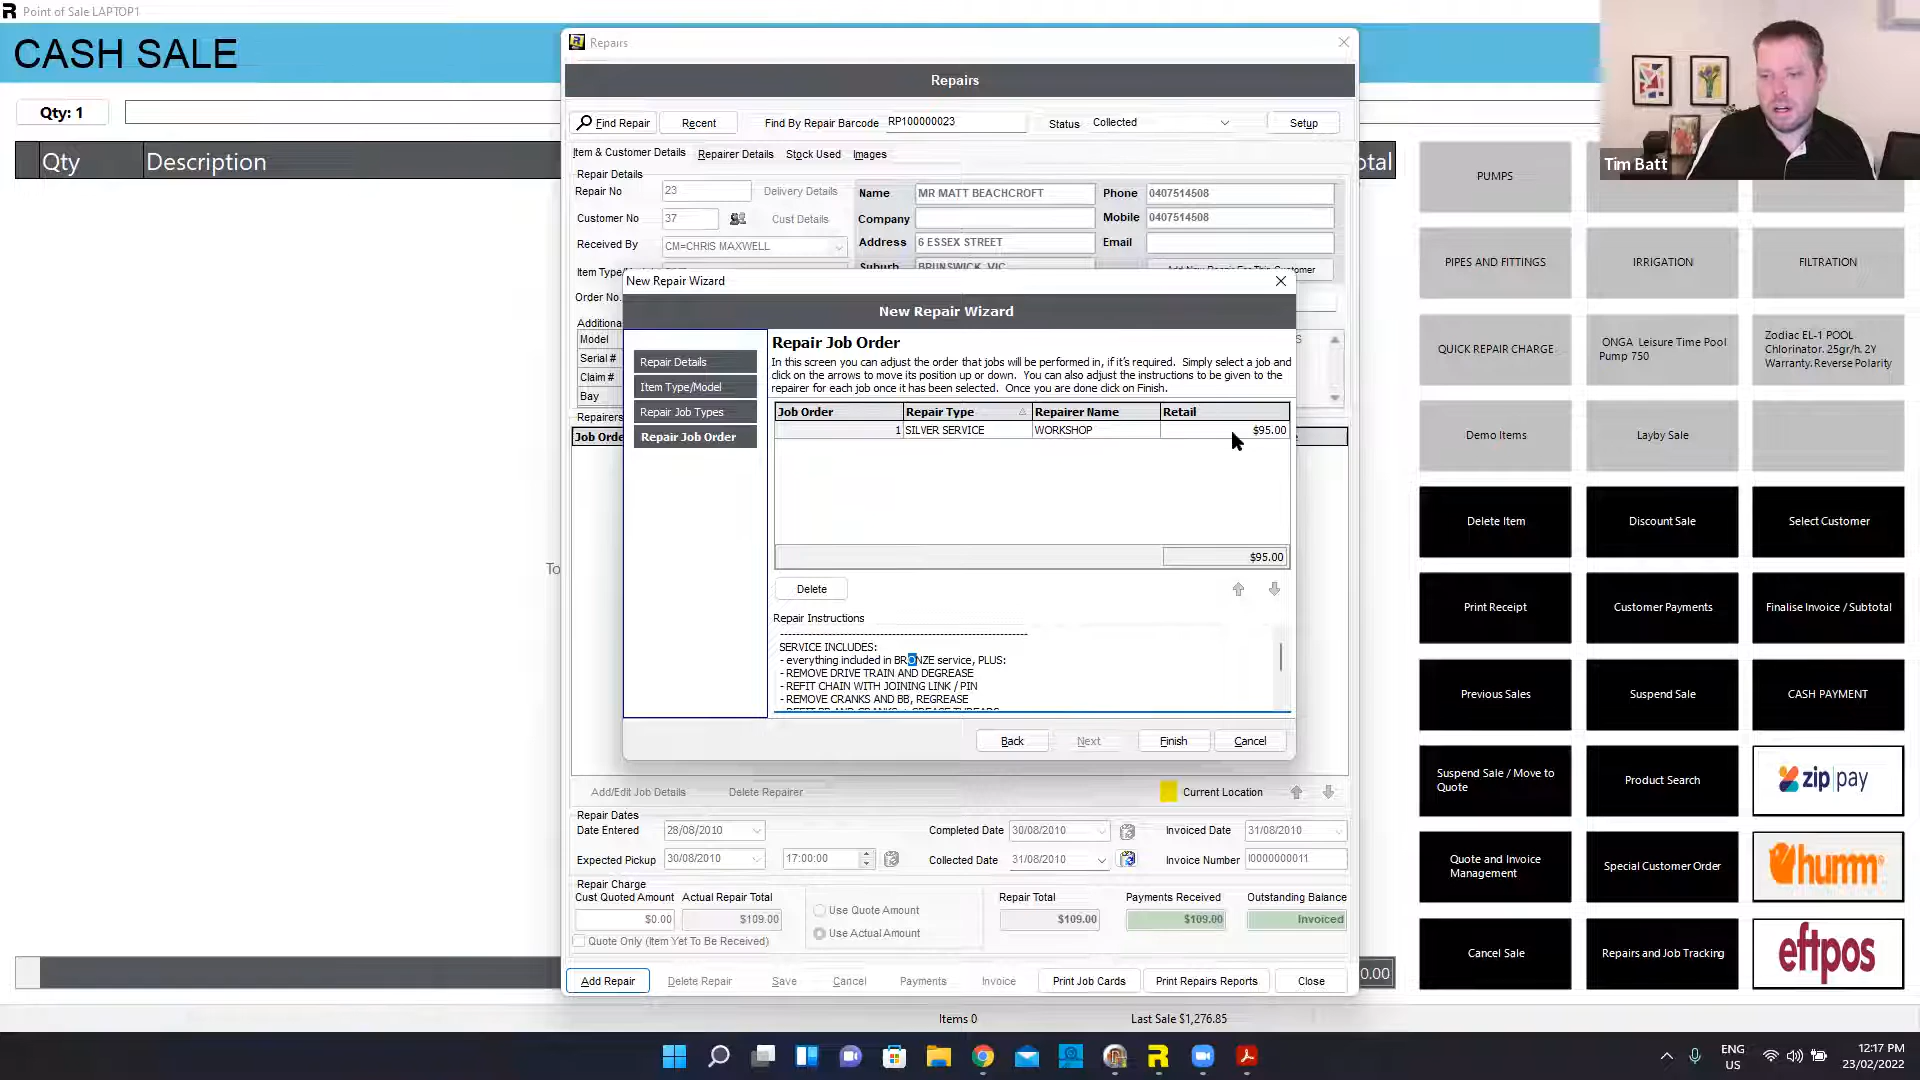 Point of Sale LAPTOP1
CASH SALE
Qty: 1
Qty
Description
otal
Repairs
Repairs
Find Repair
Recent
Find By Repair Barcode
RP100000023
Status
Collected
Setup
Item & Customer Details
Repairer Details
Stock Used
Images
Repair Details
Repair No
23
Delivery Details
Name
MR MATT BEACHCROFT
Phone
0407514508
Customer No
37
Cust Details
Company
Mobile
0407514508
Received By
CM=CHRIS MAXWELL
Address
6 ESSEX STREET
Email
Item Type/
Suburb
BRUNSWICK VIC
Add New Repair For This Customer
Order No.
Additiona
Model
Serial #
Claim #
Bay
Repairers
Job Orde
New Repair Wizard
New Repair Wizard
Repair Details
Item Type/Model
Repair Job Types
Repair Job Order
Repair Job Order
In this screen you can adjust the order that jobs will be performed in, if it's required. Simply select a job and
click on the arrows to move its position up or down. You can also adjust the instructions to be given to the
repairer for each job once it has been selected. Once you are done click on Finish.
Job Order
Repair Type
Repairer Name
Retail
1
SILVER SERVICE
WORKSHOP
$95.00
$95.00
Delete
Repair Instructions
SERVICE INCLUDES:
- everything included in BRONZE service, PLUS:
- REMOVE DRIVE TRAIN AND DEGREASE
- REFIT CHAIN WITH JOINING LINK / PIN
- REMOVE CRANKS AND BB, REGREASE
Back
Next
Finish
Cancel
To
Add/Edit Job Details
Delete Repairer
Current Location
Repair Dates
Date Entered
28/08/2010
Completed Date
30/08/2010
Invoiced Date
31/08/2010
Expected Pickup
30/08/2010
17:00:00
Collected Date
31/08/2010
Invoice Number
I0000000011
Repair Charge
Cust Quoted Amount
Actual Repair Total
$0.00
$109.00
Use Quote Amount
Use Actual Amount
Repair Total
Payments Received
Outstanding Balance
$109.00
$109.00
Invoiced
Quote Only (Item Yet To Be Received)
Add Repair
Delete Repair
Save
Cancel
Payments
Invoice
Print Job Cards
Print Repairs Reports
Close
0.00
Items 0
Last Sale $1,276.85
Tim Batt
PUMPS
PIPES AND FITTINGS
IRRIGATION
FILTRATION
QUICK REPAIR CHARGE
ONGA Leisure Time Pool
Pump 750
Zodiac EL-1 POOL
Chlorinator. 25gr/h. 2Y
Warranty.Reverse Polarity
Demo Items
Layby Sale
Delete Item
Discount Sale
Select Customer
Print Receipt
Customer Payments
Finalise Invoice / Subtotal
Previous Sales
Suspend Sale
CASH PAYMENT
Suspend Sale / Move to
Quote
Product Search
zip pay
Quote and Invoice
Management
Special Customer Order
humm
Cancel Sale
Repairs and Job Tracking
eftpos
ENG
US
12:17 PM
23/02/2022